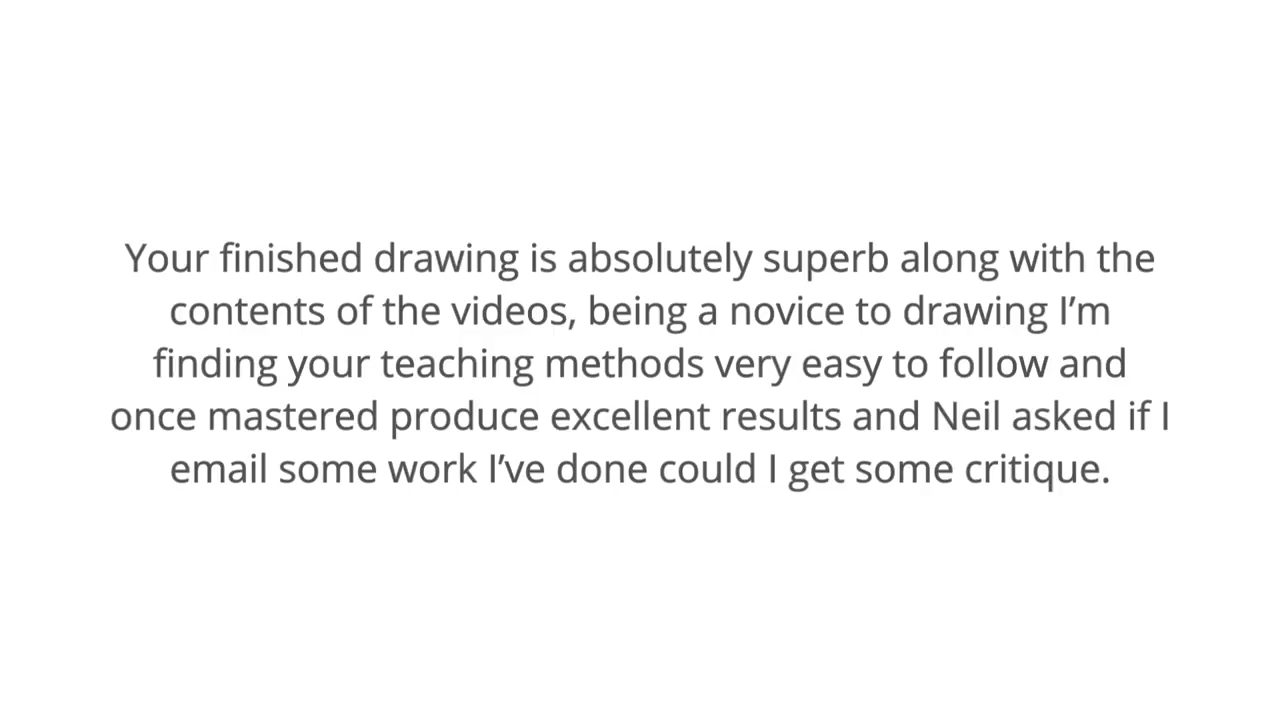 Your finished drawing is absolutely superb along with the
contents of the videos, being a novice to drawing I’m
finding your teaching methods very easy to follow and
once mastered produce excellent results and Neil asked if I
email some work I’ve done could I get some critique.